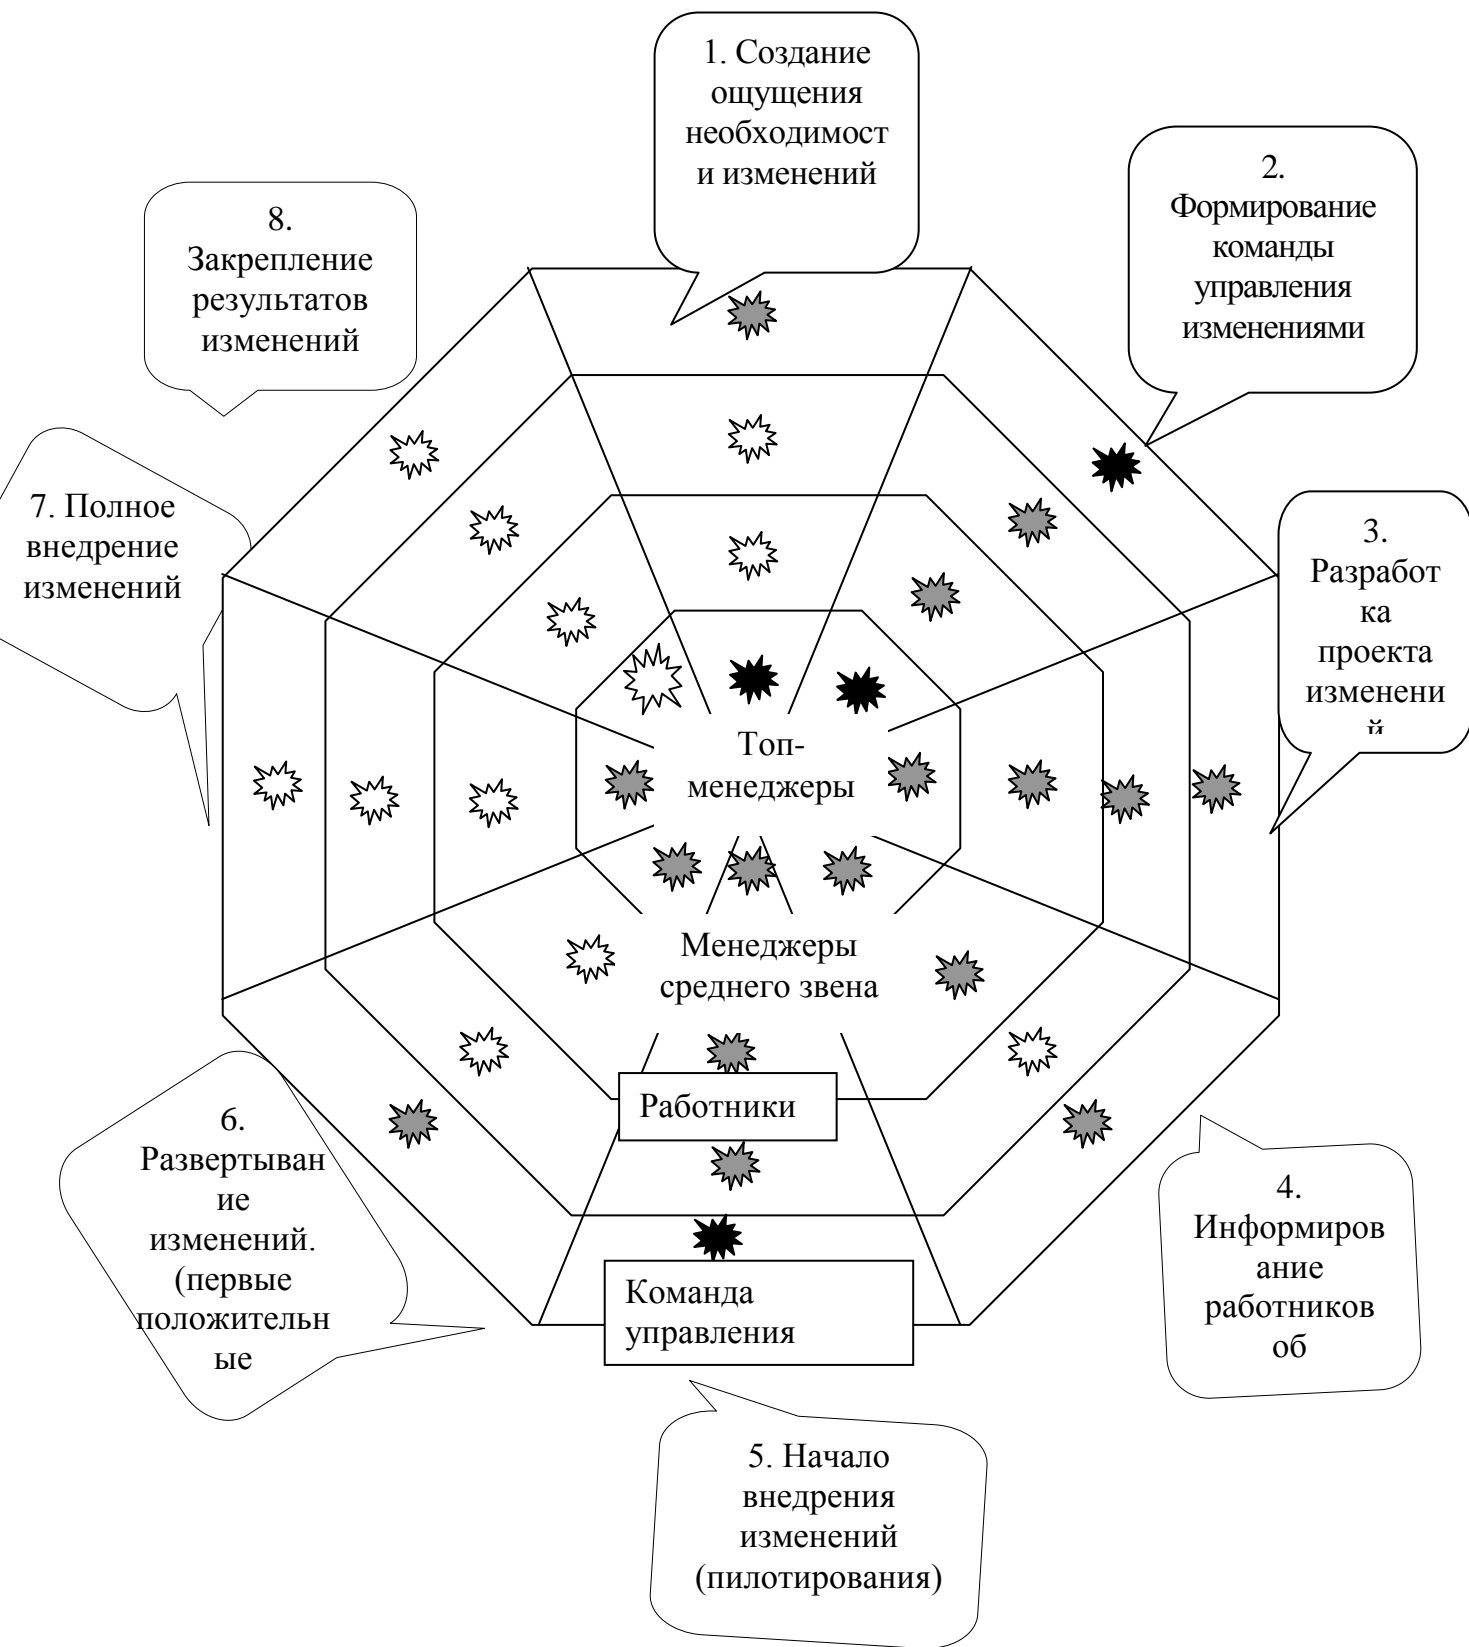 1. Создание
ощущения
необходимост
и изменений
2.
Формирование
команды
управления
изменениями
3.
Разработ
ка
проекта
изменени
й
4.
Информиров
ание
работников
об
5. Начало
внедрения
изменений
(пилотирования)
6.
Развертыван
ие
изменений.
(первые
положительн
ые
7. Полное
внедрение
изменений
8.
Закрепление
результатов
изменений
Топ-
менеджеры
Менеджеры
среднего звена
Работники
Команда
управления